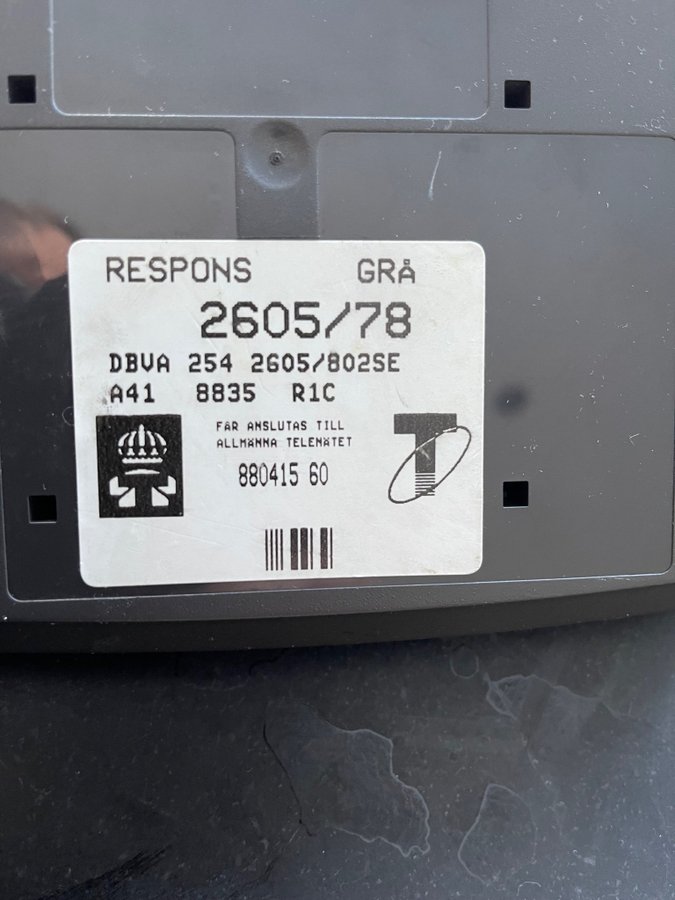 RESPONS GRÅ
2605/78
DBVA 254 2605/802SE
A41 8835 R1C
FÅR ANSLUTAS TILL
ALLMÄNNA TELENÄTET
880415 60
T